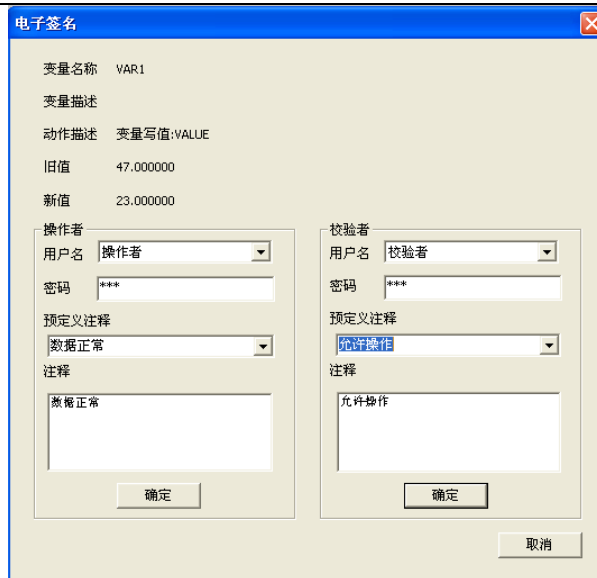 电子签名
变量名称 VAR1
变量描述
动作描述 变量写值:VALUE
旧值 47.000000
新值 23.000000
操作者
用户名 操作者
密码 ***
预定义注释
数据正常
注释
数据正常
确定
校验者
用户名 校验者
密码 ***
预定义注释
允许操作
注释
允许操作
确定
取消